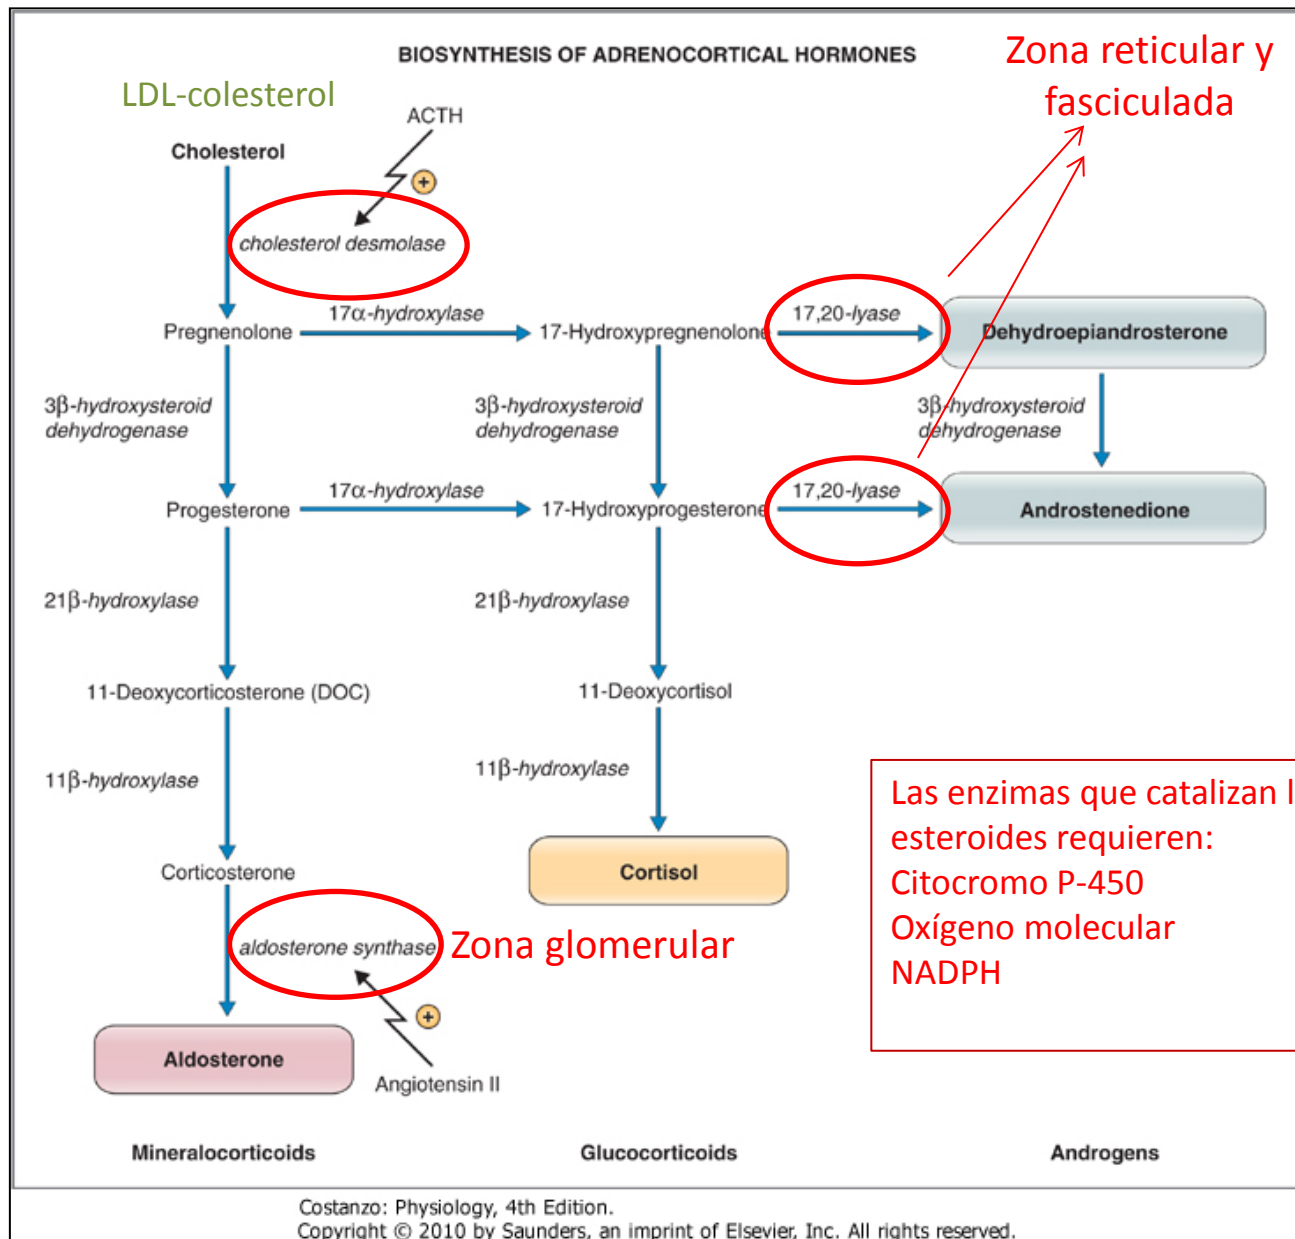 BIOSYNTHESIS OF ADRENOCORTICAL HORMONES
Zona reticular y
fasciculada
LDL-colesterol
ACTH
Cholesterol
+
cholesterol desmolase
17α-hydroxylase
17,20-lyase
Pregnenolone
17-Hydroxypregnenolone
Dehydroepiandrosterone
3β-hydroxysteroid
dehydrogenase
3β-hydroxysteroid
dehydrogenase
3β-hydroxysteroid
dehydrogenase
17α-hydroxylase
17,20-lyase
Progesterone
17-Hydroxyprogesterone
Androstenedione
21β-hydroxylase
21β-hydroxylase
11-Deoxycorticosterone (DOC)
11-Deoxycortisol
11β-hydroxylase
11β-hydroxylase
Las enzimas que catalizan l
esteroides requieren:
Citocromo P-450
Oxígeno molecular
NADPH
Corticosterone
Cortisol
aldosterone synthase
Zona glomerular
+
Aldosterone
Angiotensin II
Mineralocorticoids
Glucocorticoids
Androgens
Costanzo: Physiology, 4th Edition.
Copyright © 2010 by Saunders, an imprint of Elsevier, Inc. All rights reserved.